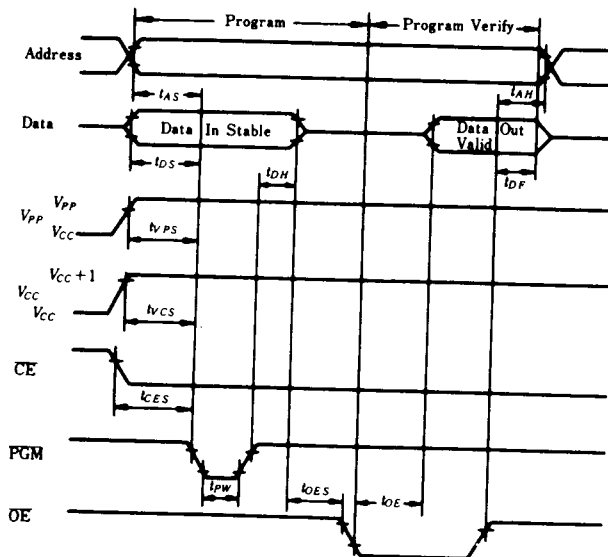 Program
Program Verify
Address
tAS
tAH
Data
Data In Stable
Data Out
Valid
tDS
tDH
tDF
VPP
VPP
VCC
tVPS
VCC+1
VCC
VCC
tVCS
CE
tCES
PGM
tPW
tOES
tOE
OE